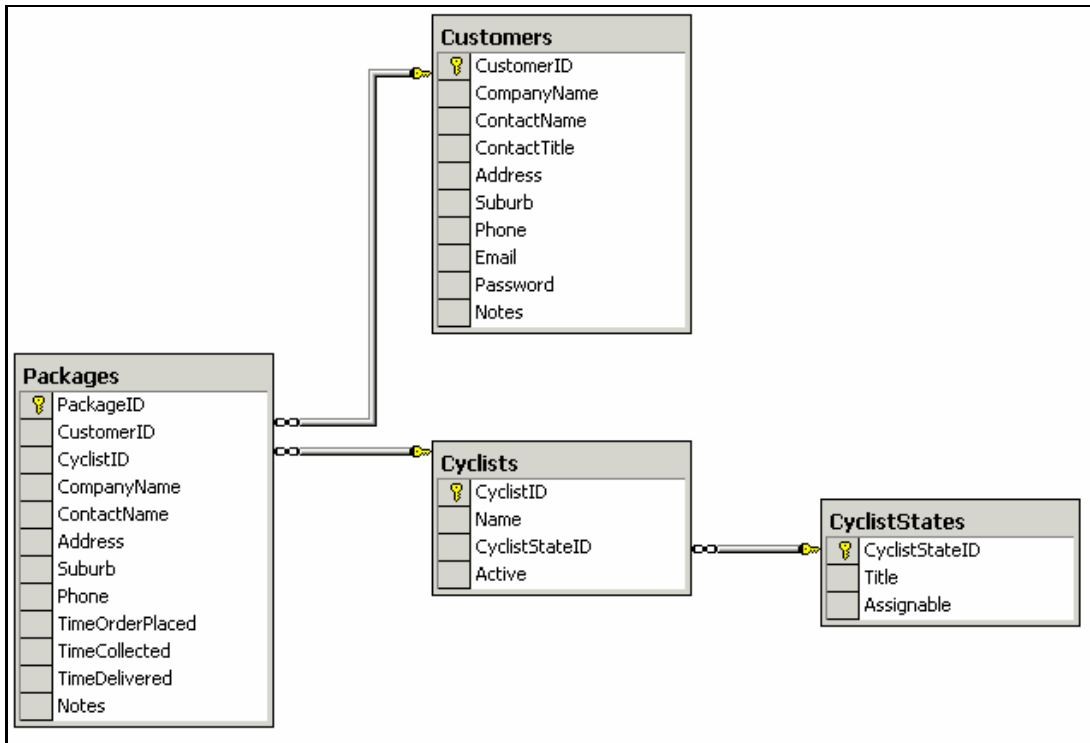 Customers
CustomerID
CompanyName
ContactName
ContactTitle
Address
Suburb
Phone
Email
Password
Notes
Packages
PackageID
CustomerID
CyclistID
CompanyName
ContactName
Address
Suburb
Phone
TimeOrderPlaced
TimeCollected
TimeDelivered
Notes
Cyclists
CyclistID
Name
CyclistStateID
Active
CyclistStates
CyclistStateID
Title
Assignable